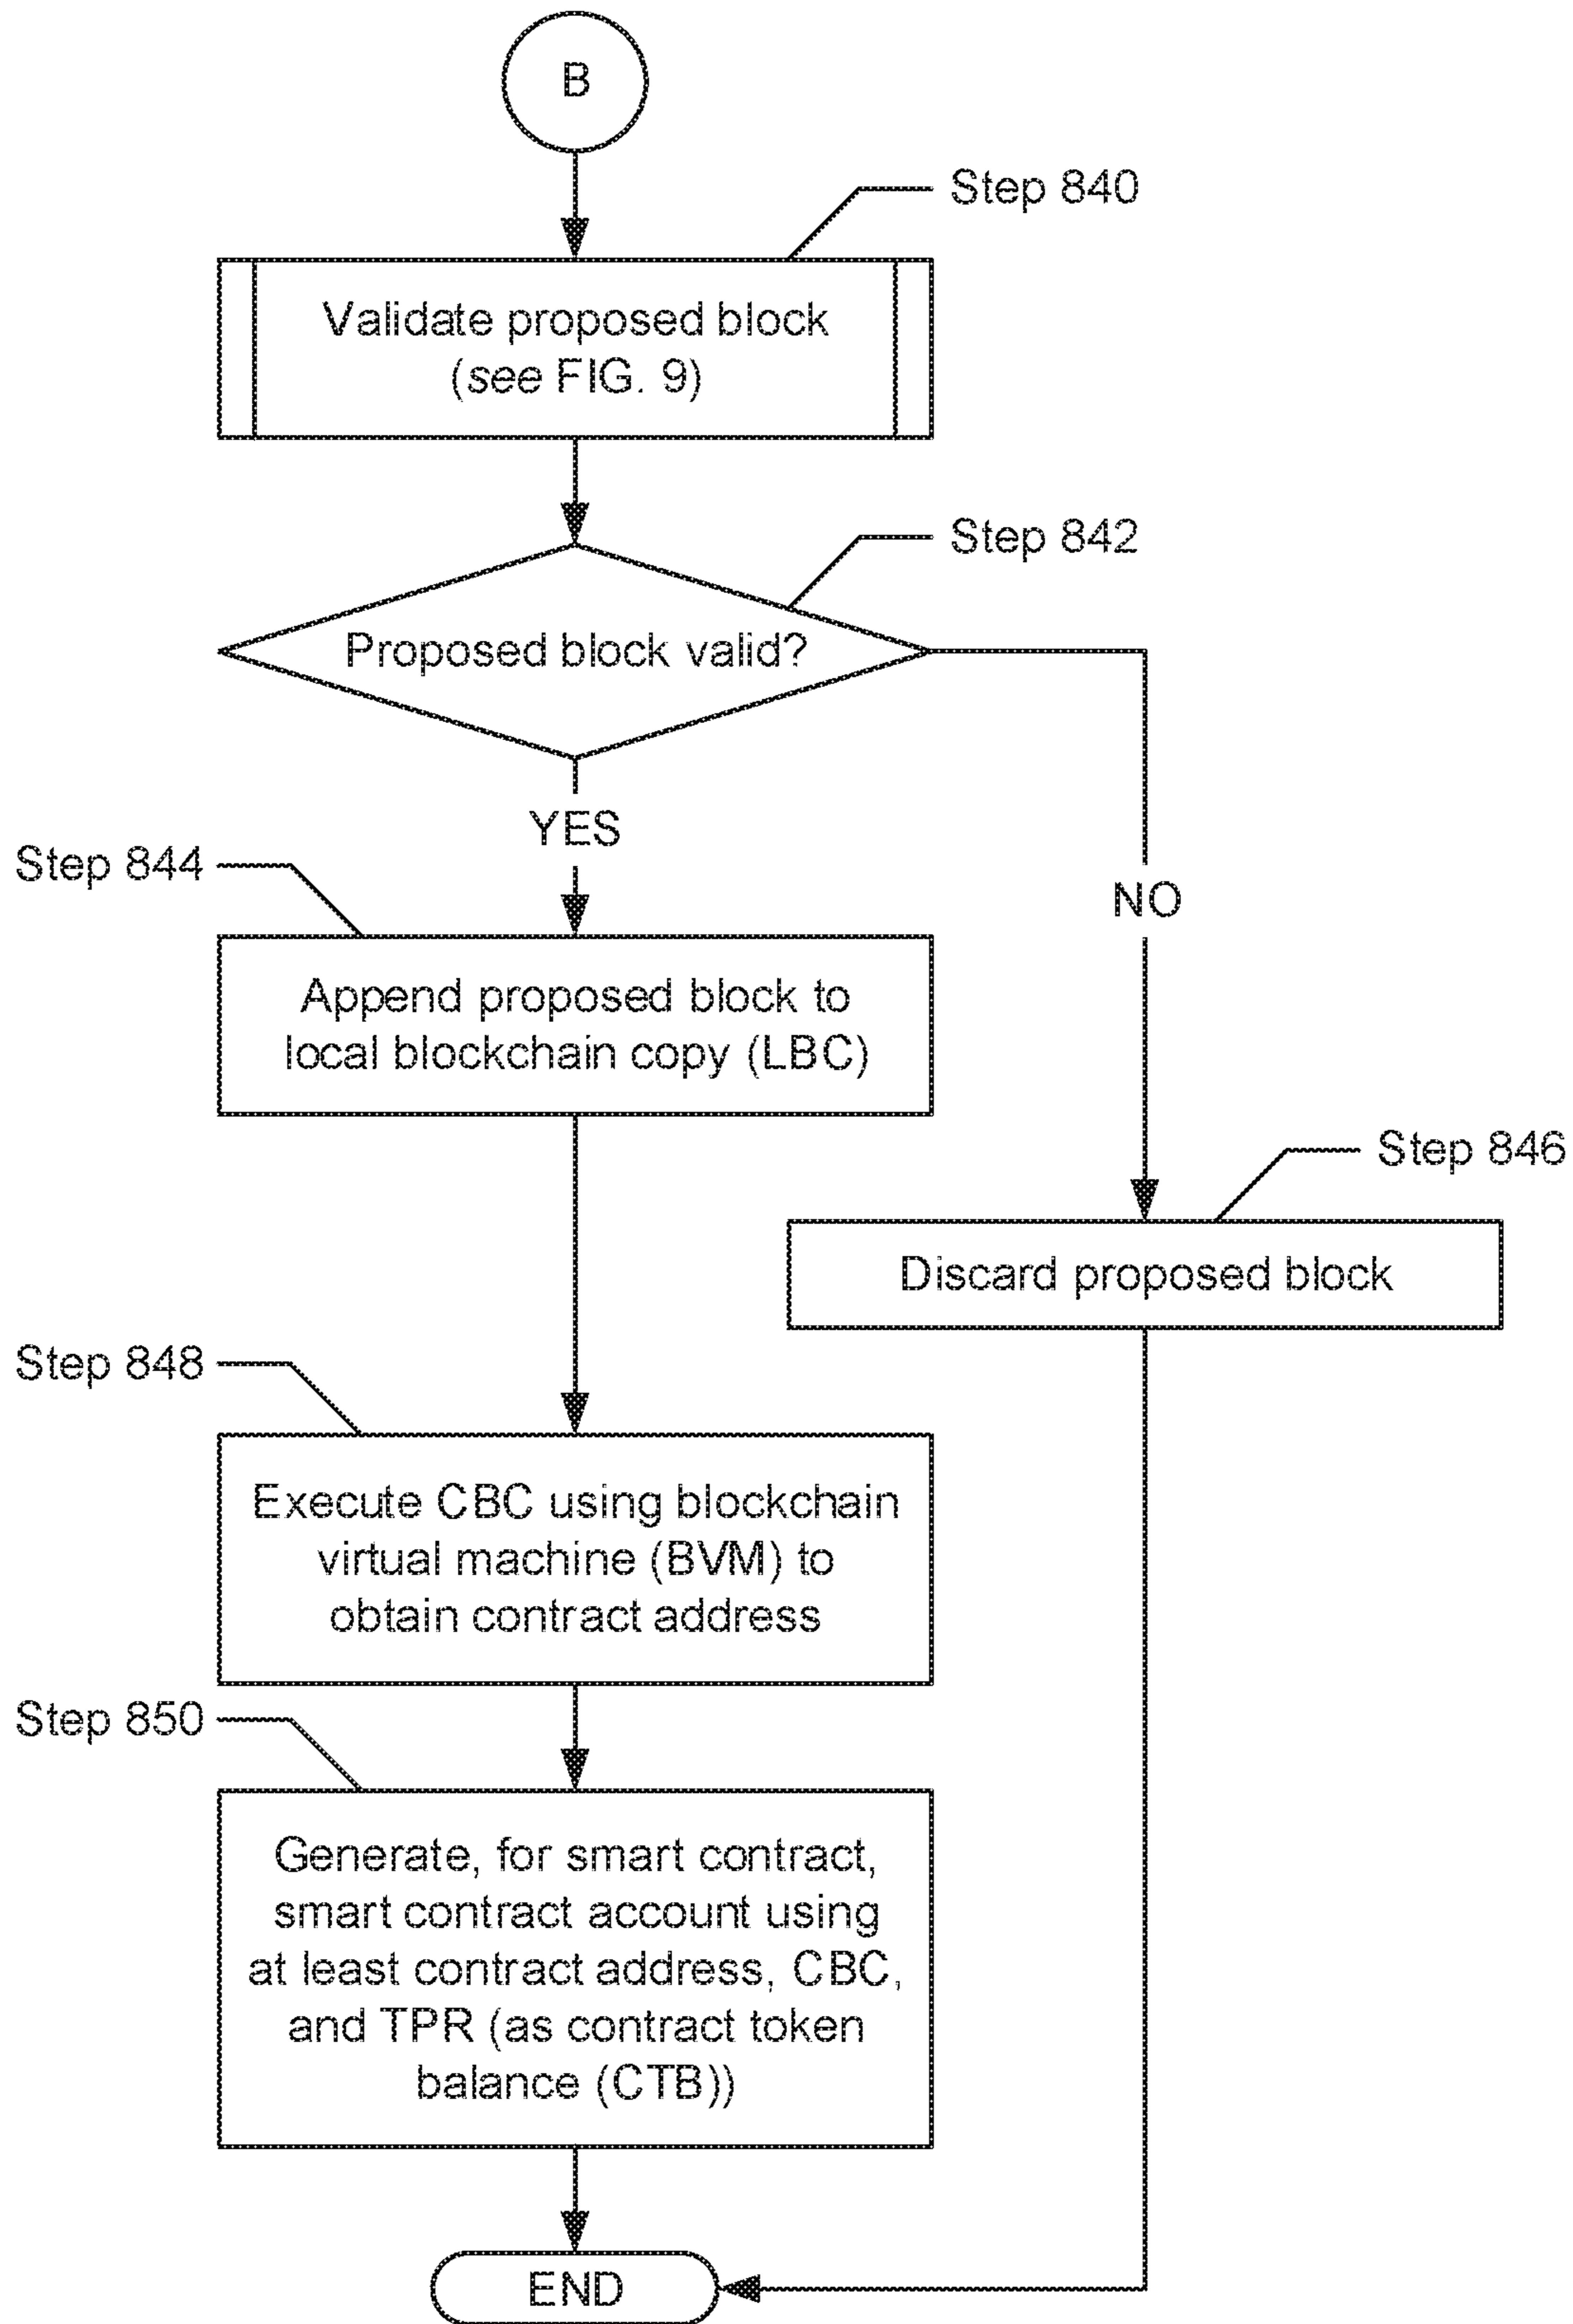 B
Step 840
Validate proposed block
(see FIG. 9)
Step 842
Proposed block valid?
YES
NO
Step 844
Append proposed block to
local blockchain copy (LBC)
Step 846
Discard proposed block
Step 848
Execute CBC using blockchain
virtual machine (BVM) to
obtain contract address
Step 850
Generate, for smart contract,
smart contract account using
at least contract address, CBC,
and TPR (as contract token
balance (CTB))
END